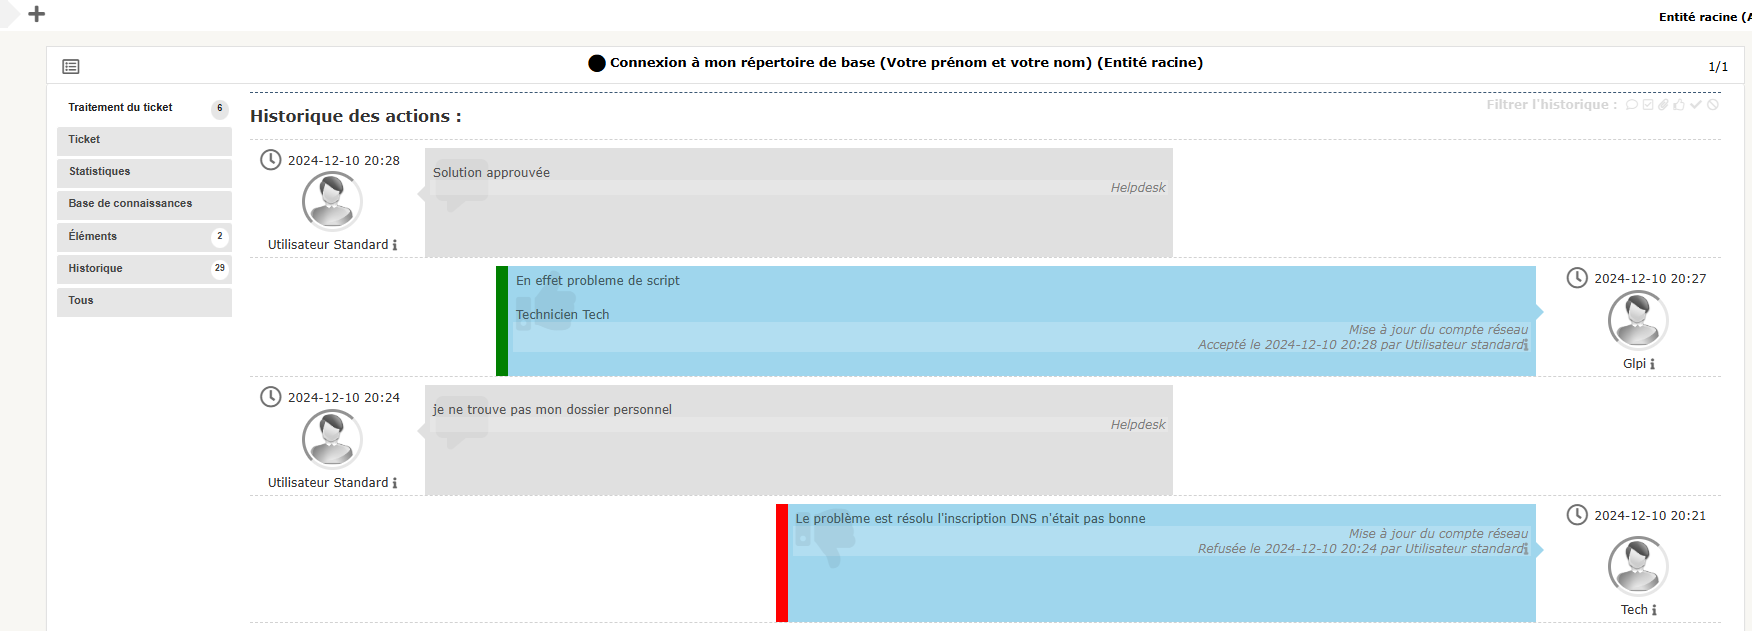 Entité racine (A
Connexion à mon répertoire de base (Votre prénom et votre nom) (Entité racine)
1/1
Traitement du ticket 6
Ticket
Statistiques
Base de connaissances
Éléments 2
Historique 29
Tous
Historique des actions :
Filtrer l'historique :
2024-12-10 20:28
Utilisateur Standard
Solution approuvée
Helpdesk
En effet probleme de script
Technicien Tech
Mise à jour du compte réseau
Accepté le 2024-12-10 20:28 par Utilisateur standard
2024-12-10 20:27
Glpi
2024-12-10 20:24
Utilisateur Standard
je ne trouve pas mon dossier personnel
Helpdesk
Le problème est résolu l'inscription DNS n'était pas bonne
Mise à jour du compte réseau
Refusée le 2024-12-10 20:24 par Utilisateur standard
2024-12-10 20:21
Tech